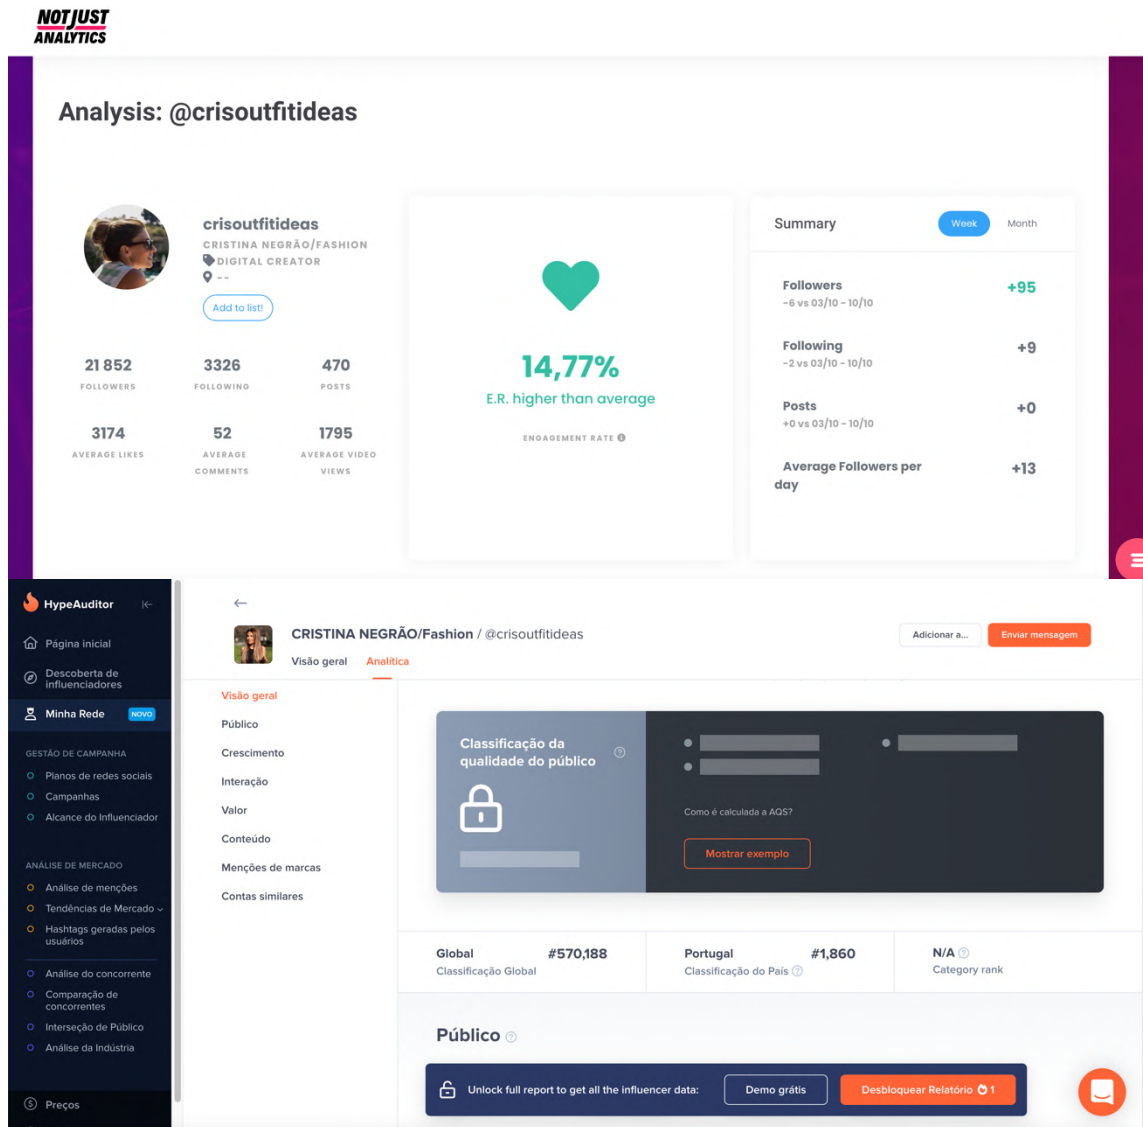 NOTJUST
ANALYTICS
Analysis: @crisoutfitideas
crisoutfitideas
CRISTINA NEGRÃO/FASHION
DIGITAL CREATOR
--
Add to list!
21 852
FOLLOWERS
3326
FOLLOWING
470
POSTS
3174
AVERAGE LIKES
52
AVERAGE
COMMENTS
1795
AVERAGE VIDEO
VIEWS
14,77%
E.R. higher than average
ENGAGEMENT RATE
Summary
Week
Month
Followers
+95
-6 vs 03/10 - 10/10
Following
+9
-2 vs 03/10 - 10/10
Posts
+0
+0 vs 03/10 - 10/10
Average Followers per
day
+13
HypeAuditor
Página inicial
Descoberta de
influenciadores
Minha Rede NOVO
GESTÃO DE CAMPANHA
Planos de redes sociais
Campanhas
Alcance do Influenciador
ANÁLISE DE MERCADO
Análise de menções
Tendências de Mercado
Hashtags geradas pelos
usuários
Análise do concorrente
Comparação de
concorrentes
Interseção de Público
Análise da Indústria
Preços
CRISTINA NEGRÃO/Fashion / @crisoutfitideas
Visão geral Analítica
Adicionar a...
Enviar mensagem
Visão geral
Público
Crescimento
Interação
Valor
Conteúdo
Menções de marcas
Contas similares
Classificação da
qualidade do público
Como é calculada a AQS?
Mostrar exemplo
Global #570,188
Classificação Global
Portugal #1,860
Classificação do País
N/A
Category rank
Público
Unlock full report to get all the influencer data:
Demo grátis
Desbloquear Relatório 1